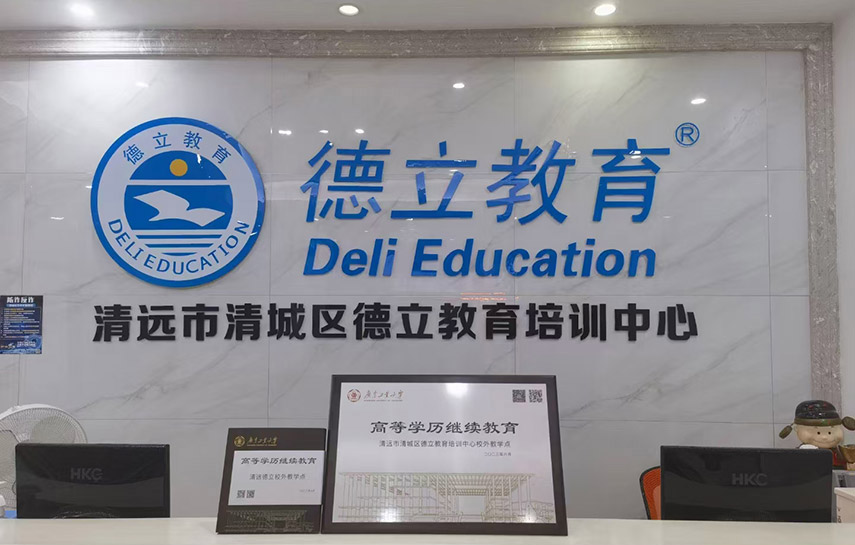 德立教育
DELI EDUCATION
德立教育®
Deli Education
清远市清城区德立教育培训中心
高等学历继续教育
清远德立校外教学点
高等学历继续教育
清远市清城区德立教育培训中心校外教学点
HKC
HKC